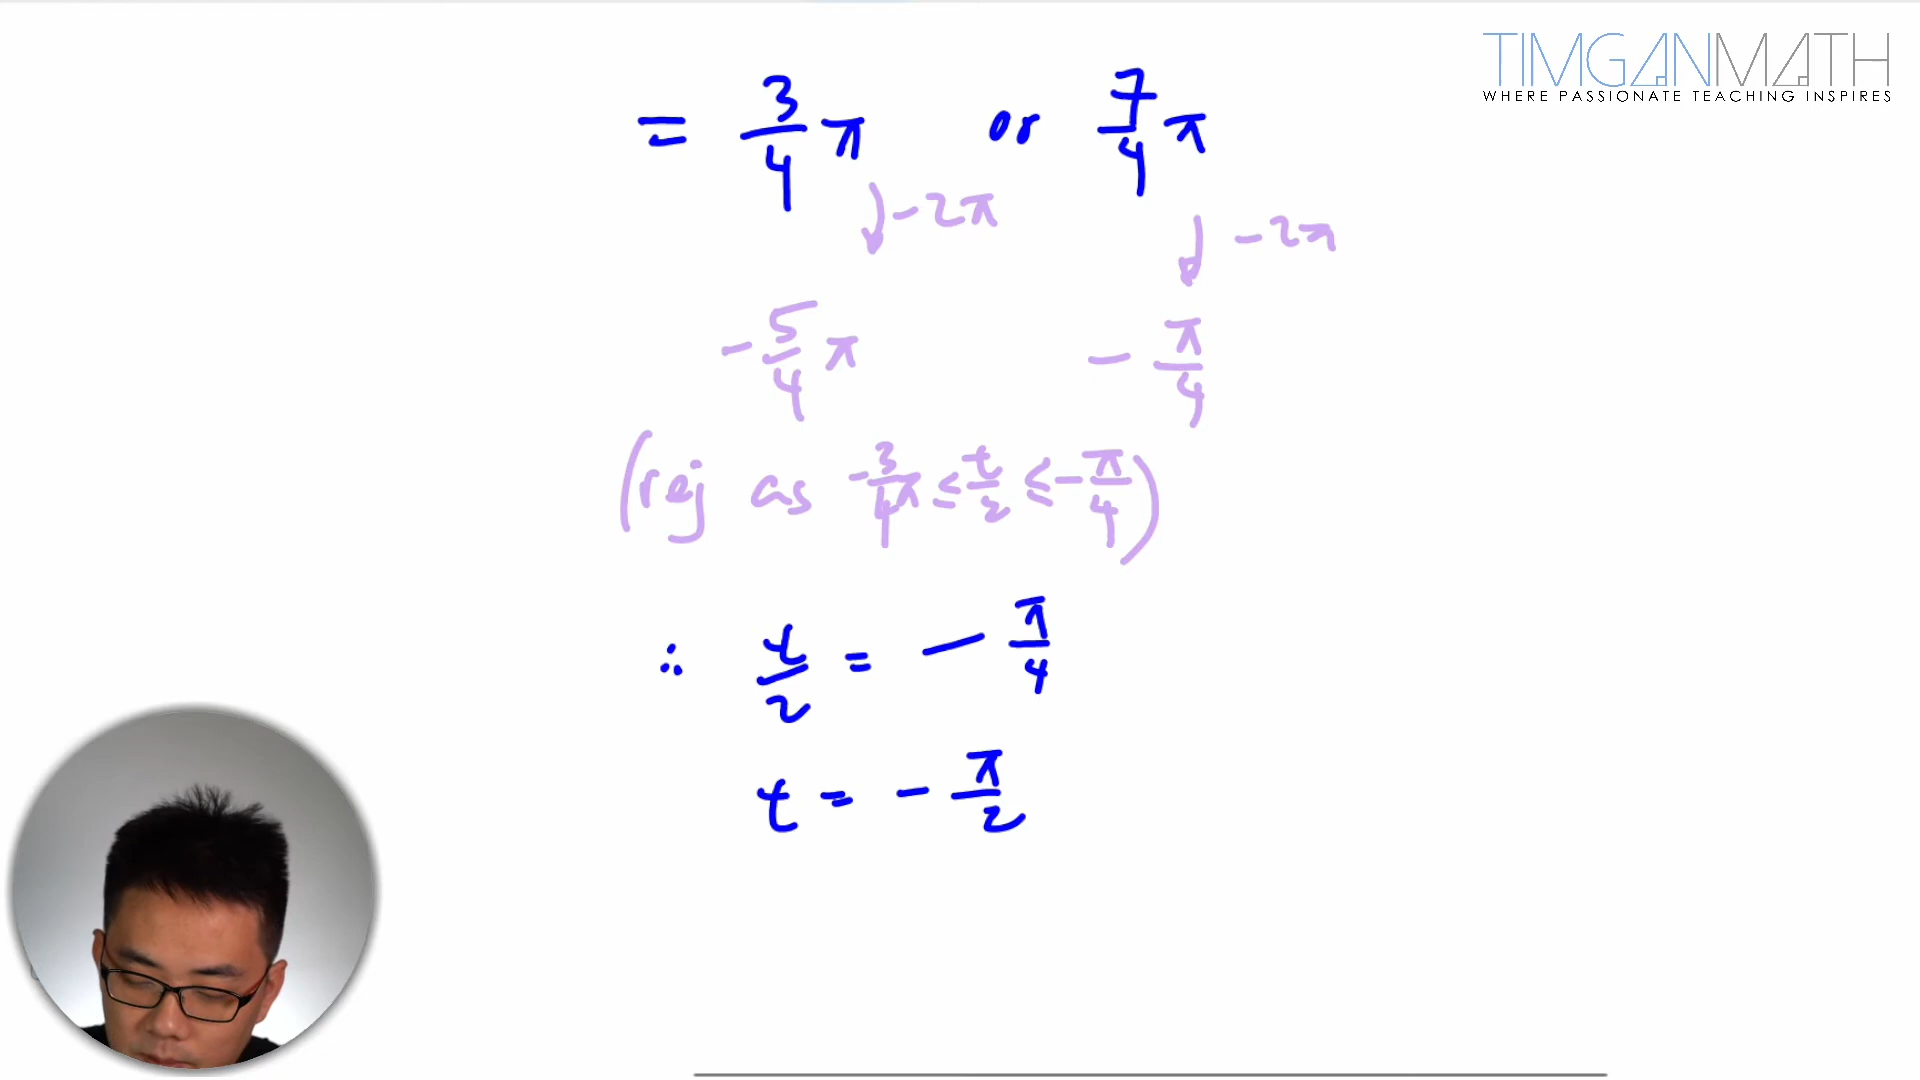 TIMGANMATH
WHERE PASSIONATE TEACHING INSPIRES
= 3/4 π or 7/4 π
↓ -2π ↓ -2π
- 5/4 π - π/4
(rej as -3/4 π ≤ t/2 ≤ -π/4)
∴ t/2 = - π/4
t = - π/2